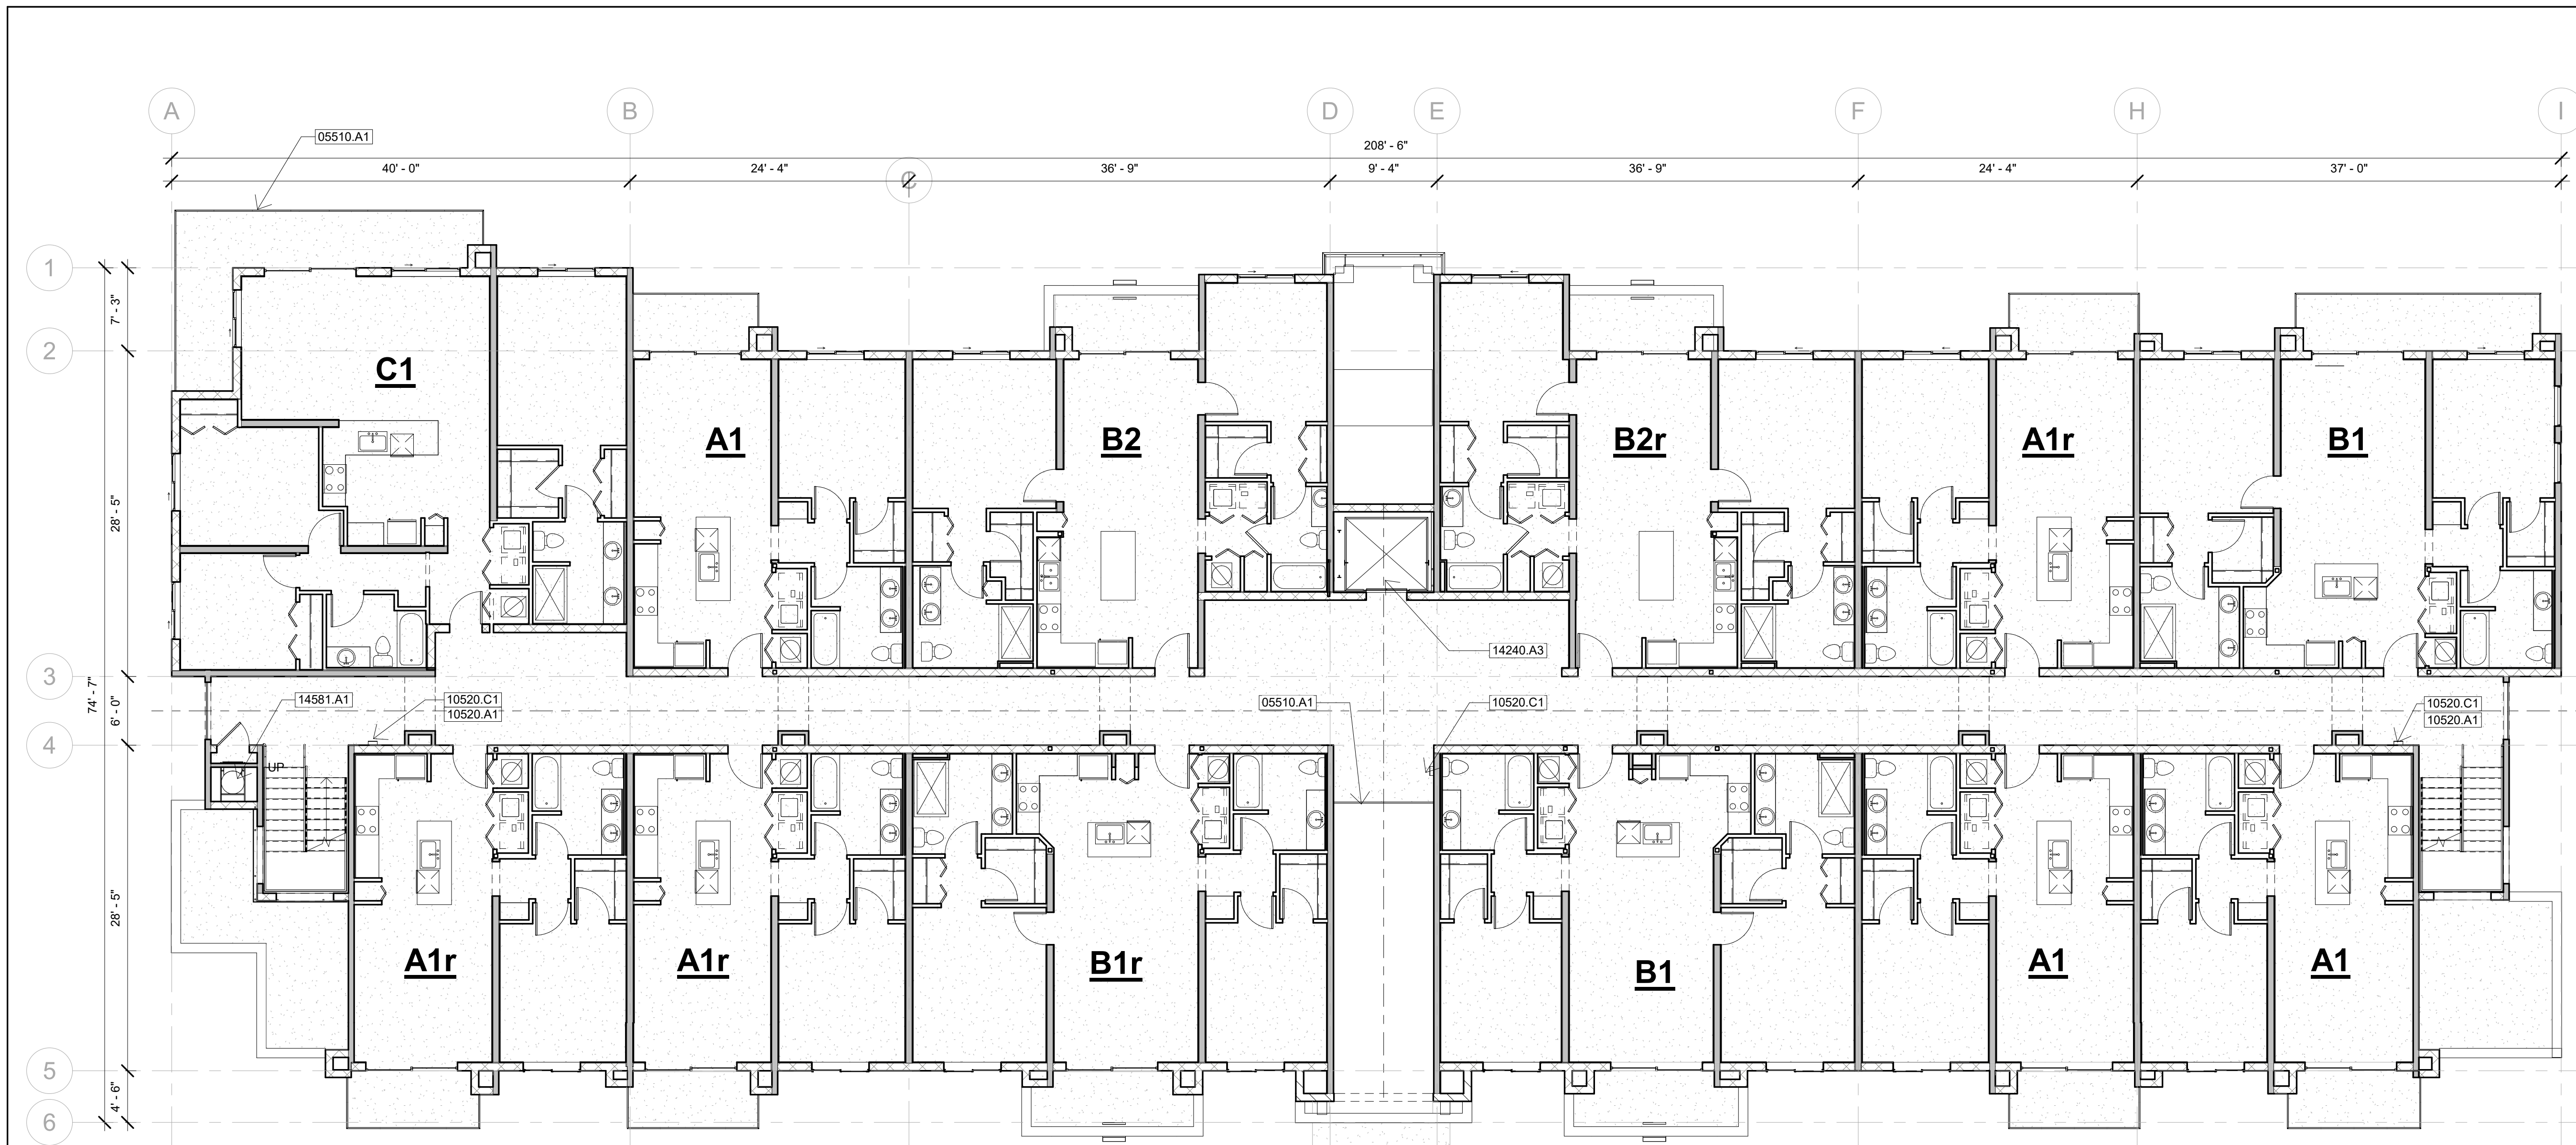 A
B
D
E
F
H
I
05510.A1
208' - 6"
40' - 0"
24' - 4"
C
36' - 9"
9' - 4"
36' - 9"
24' - 4"
37' - 0"
1
7' - 3"
2
C1
A1
B2
B2r
A1r
B1
28' - 5"
14240.A3
3
74' - 7"
6' - 0"
14581.A1
10520.C1
10520.A1
05510.A1
10520.C1
10520.C1
10520.A1
4
UP
28' - 5"
A1r
A1r
B1r
B1
A1
A1
5
4' - 6"
6